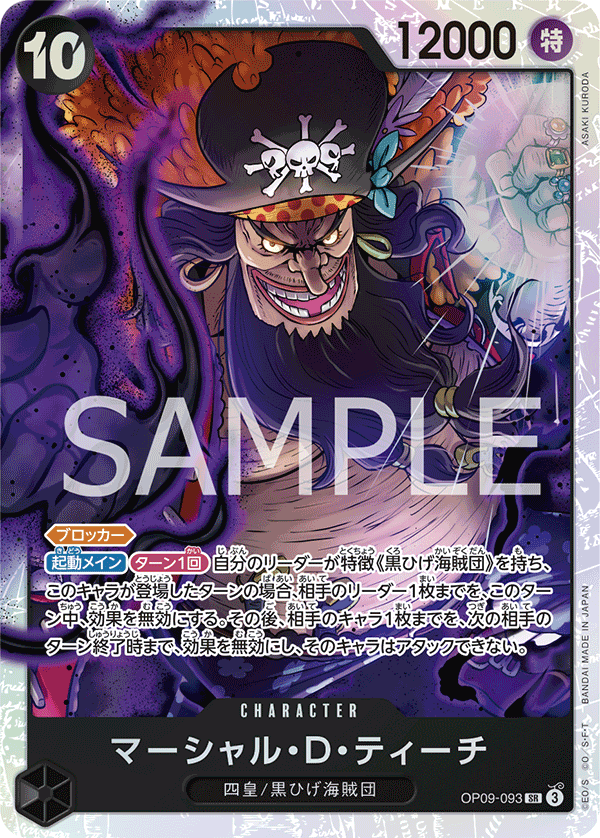 10
12000 特
ASAKI KURODA
SAMPLE
ブロッカー
起動メイン ターン1回 自分のリーダーが特徴《黒ひげ海賊団》を持ち、
このキャラが登場したターンの場合、相手のリーダー1枚までを、このター
ン中、効果を無効にする。その後、相手のキャラ1枚までを、次の相手の
ターン終了時まで、効果を無効にし、そのキャラはアタックできない。
CHARACTER
マーシャル・D・ティーチ
四皇/黒ひげ海賊団
OP09-093 SR 3
©E.O/S. ©O, S・F・T BANDAI MADE IN JAPAN